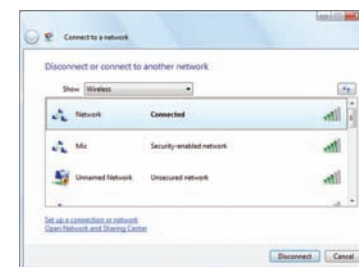 Connect to a network
Disconnect or connect to another network
Show Wireless
Network Connected
Mic Security-enabled network
Unnamed Network Unsecured network
Set up a connection or network
Open Network and Sharing Center
Disconnect Cancel